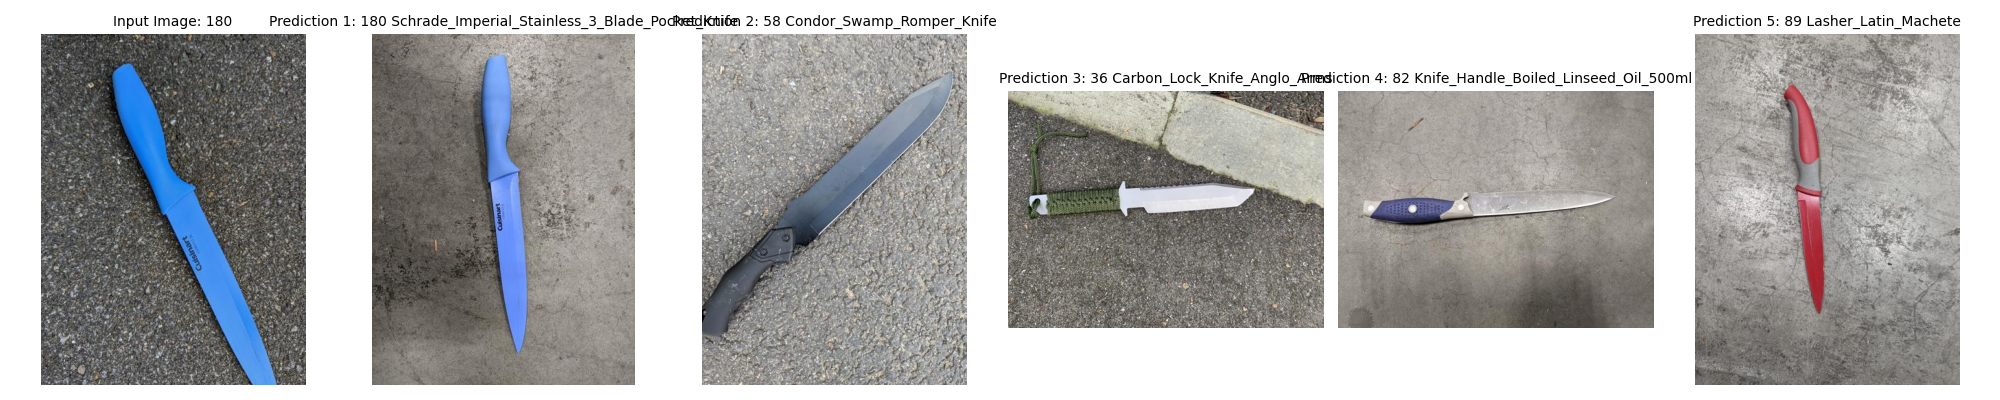 Input Image: 180
Prediction 1: 180 Schrade_Imperial_Stainless_3_Blade_Pocket_Knife
Prediction 2: 58 Condor_Swamp_Romper_Knife
Prediction 3: 36 Carbon_Lock_Knife_Anglo_Arms
Prediction 4: 82 Knife_Handle_Boiled_Linseed_Oil_500ml
Prediction 5: 89 Lasher_Latin_Machete
Cuisinart
Cuisinart